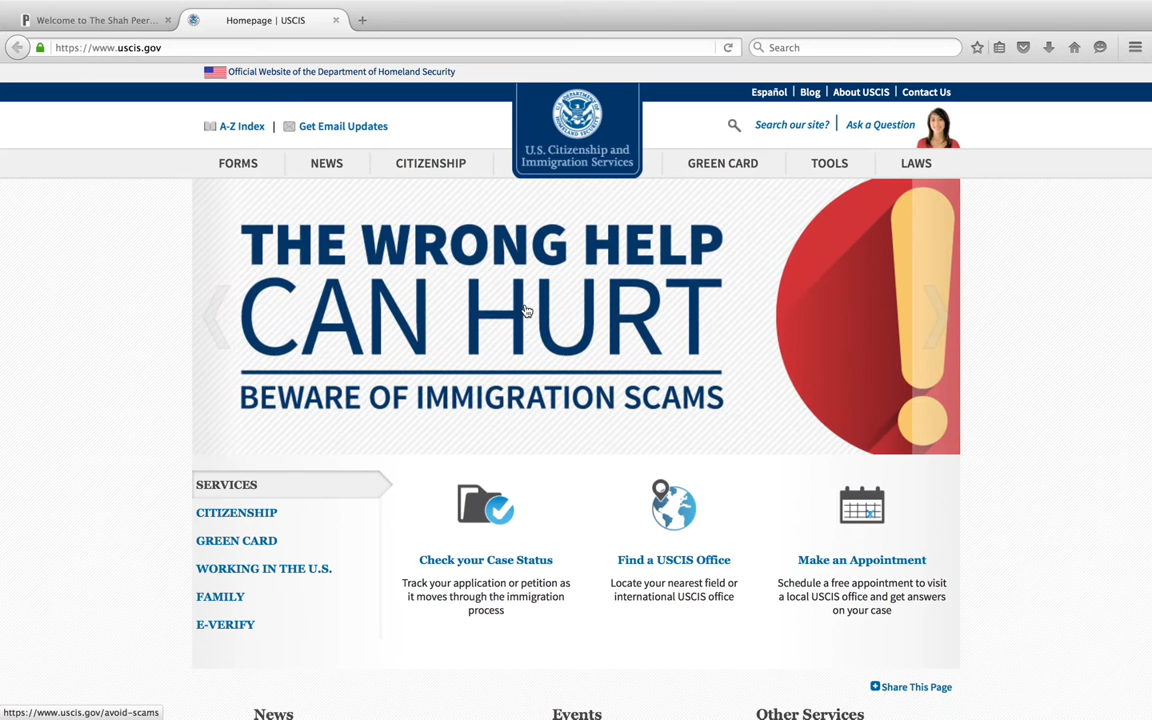 Welcome to The Shah Peer...
Homepage | USCIS
https://www.uscis.gov
Search
Official Website of the Department of Homeland Security
Español | Blog | About USCIS | Contact Us
A-Z Index | Get Email Updates
Search our site? | Ask a Question
U.S. Citizenship and
Immigration Services
FORMS
NEWS
CITIZENSHIP
GREEN CARD
TOOLS
LAWS
THE WRONG HELP
CAN HURT
BEWARE OF IMMIGRATION SCAMS
SERVICES
CITIZENSHIP
GREEN CARD
WORKING IN THE U.S.
FAMILY
E-VERIFY
Check your Case Status
Track your application or petition as
it moves through the immigration
process
Find a USCIS Office
Locate your nearest field or
international USCIS office
Make an Appointment
Schedule a free appointment to visit
a local USCIS office and get answers
on your case
Share This Page
https://www.uscis.gov/avoid-scams
News
Events
Other Services